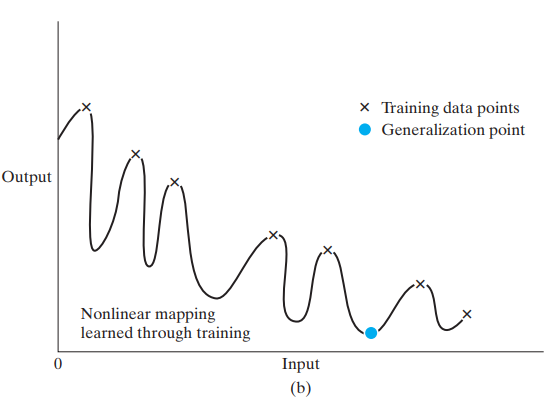 × Training data points
Generalization point
Output
Nonlinear mapping
learned through training
0
Input
(b)